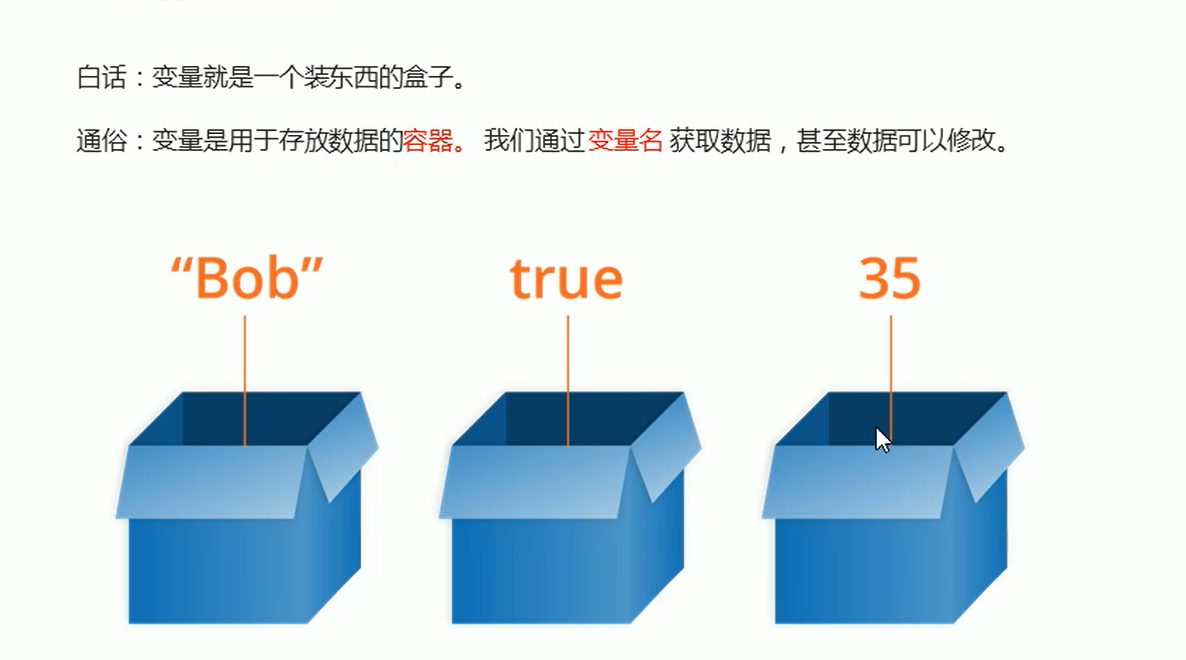 白话：变量就是一个装东西的盒子。
通俗：变量是用于存放数据的容器。 我们通过变量名 获取数据，甚至数据可以修改。
“Bob” true 35